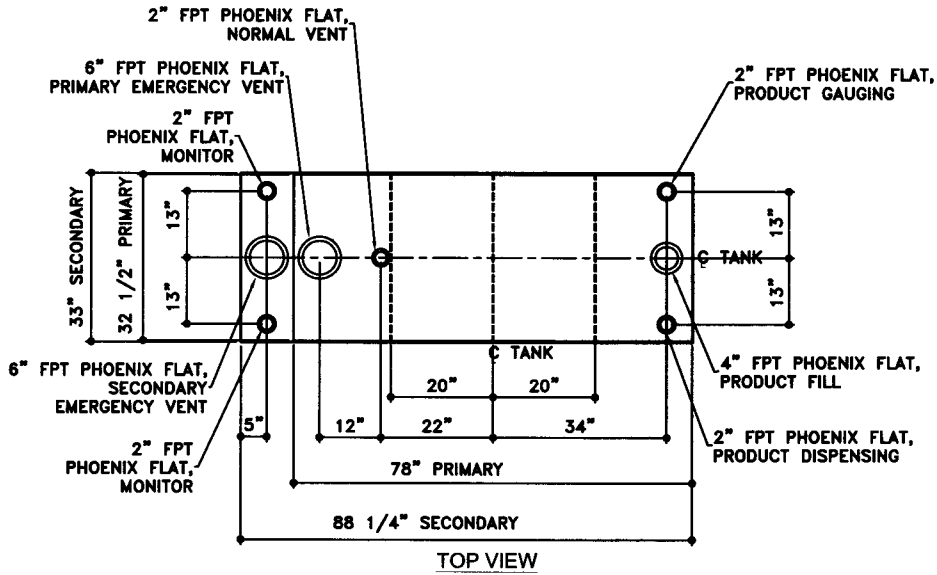 2" FPT PHOENIX FLAT,
NORMAL VENT
6" FPT PHOENIX FLAT,
PRIMARY EMERGENCY VENT
2" FPT PHOENIX FLAT,
PRODUCT GAUGING
2" FPT
PHOENIX FLAT,
MONITOR
33" SECONDARY
32 1/2" PRIMARY
13"
13"
13"
13"
℄ TANK
℄ TANK
6" FPT PHOENIX FLAT,
SECONDARY
EMERGENCY VENT
4" FPT PHOENIX FLAT,
PRODUCT FILL
20"
20"
5"
12"
22"
34"
2" FPT
PHOENIX FLAT,
MONITOR
2" FPT PHOENIX FLAT,
PRODUCT DISPENSING
78" PRIMARY
88 1/4" SECONDARY
TOP VIEW